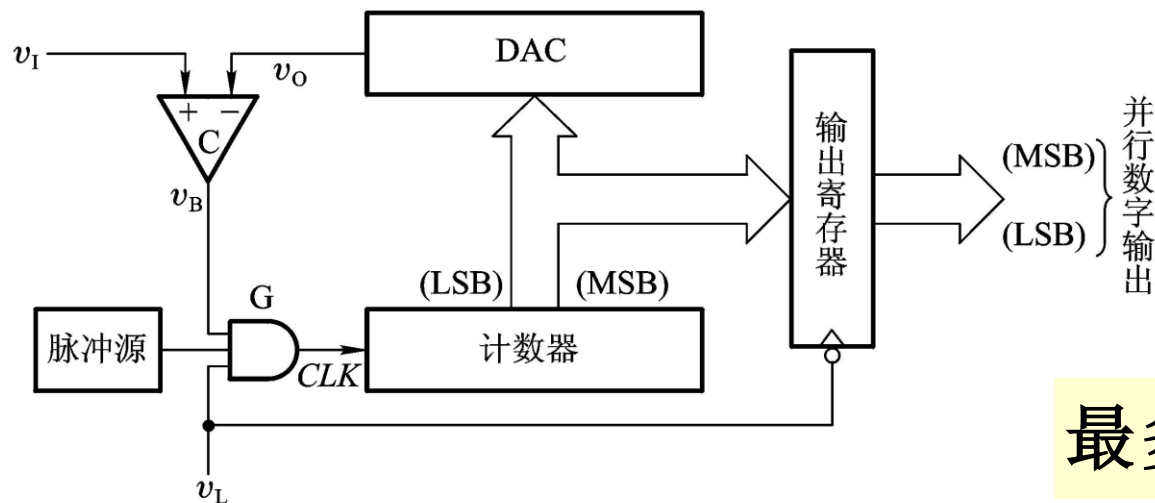 DAC
v_I
v_O
+ −
C
v_B
输出寄存器
(MSB)
(LSB)
并行数字输出
(LSB)
(MSB)
G
脉冲源
CLK
计数器
v_L
最